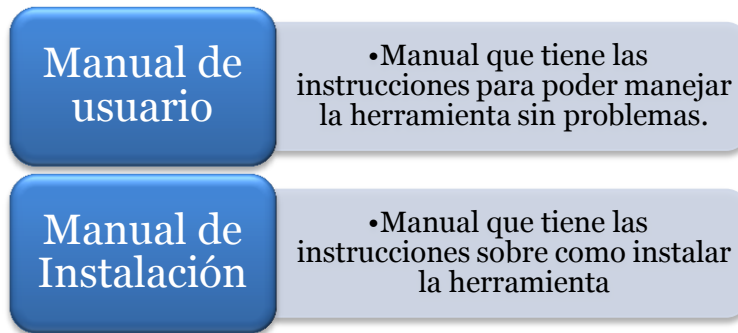 Manual de
usuario
•Manual que tiene las
instrucciones para poder manejar
la herramienta sin problemas.
Manual de
Instalación
•Manual que tiene las
instrucciones sobre como instalar
la herramienta